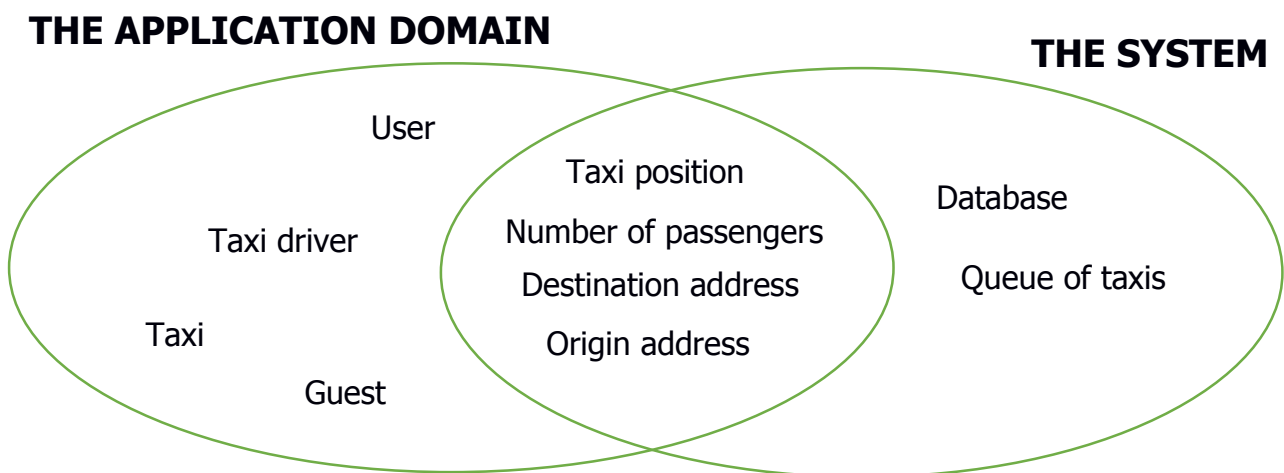 THE APPLICATION DOMAIN
THE SYSTEM
User
Taxi driver
Taxi
Guest
Taxi position
Number of passengers
Destination address
Origin address
Database
Queue of taxis